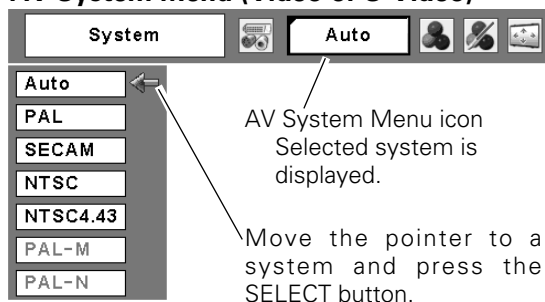 AV System Menu (Video or S-Video)
System
Auto
Auto
PAL
SECAM
NTSC
NTSC4.43
PAL-M
PAL-N
AV System Menu icon
Selected system is
displayed.
Move the pointer to a
system and press the
SELECT button.